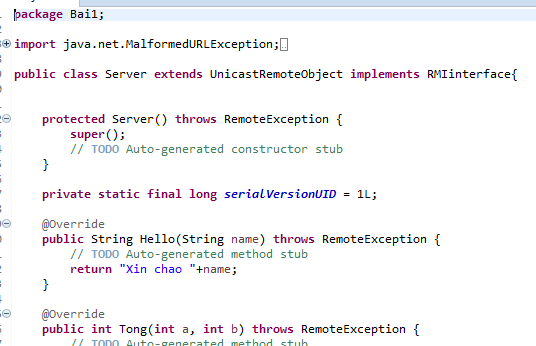 package Bai1;
import java.net.MalformedURLException;
public class Server extends UnicastRemoteObject implements RMIinterface{
protected Server() throws RemoteException {
super();
// TODO Auto-generated constructor stub
}
private static final long serialVersionUID = 1L;
@Override
public String Hello(String name) throws RemoteException {
// TODO Auto-generated method stub
return "Xin chao "+name;
}
@Override
public int Tong(int a, int b) throws RemoteException {
// TODO Auto-generated method stub